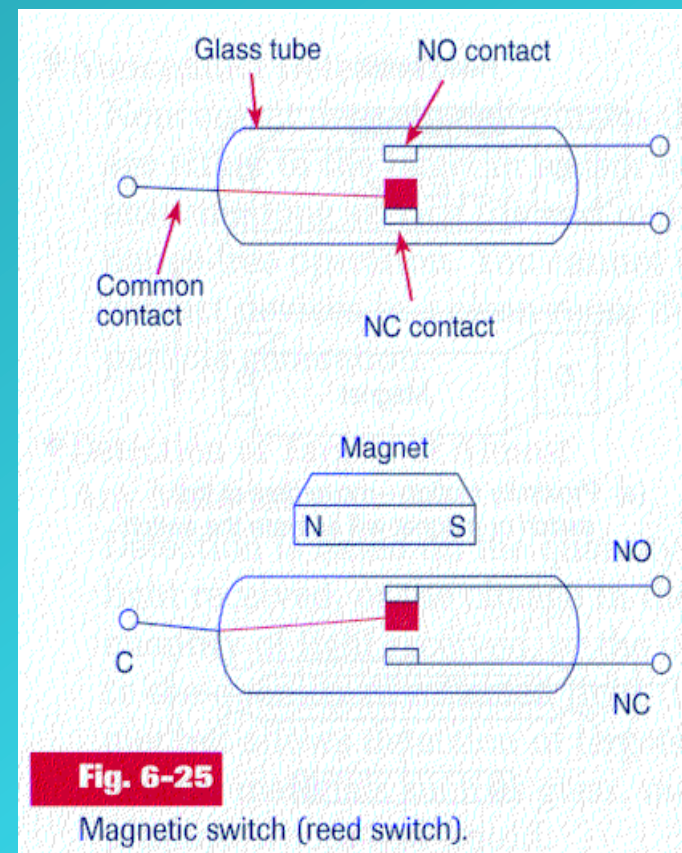 Glass tube
NO contact
Common
contact
NC contact
Magnet
N
S
NO
C
NC
Fig. 6-25
Magnetic switch (reed switch).